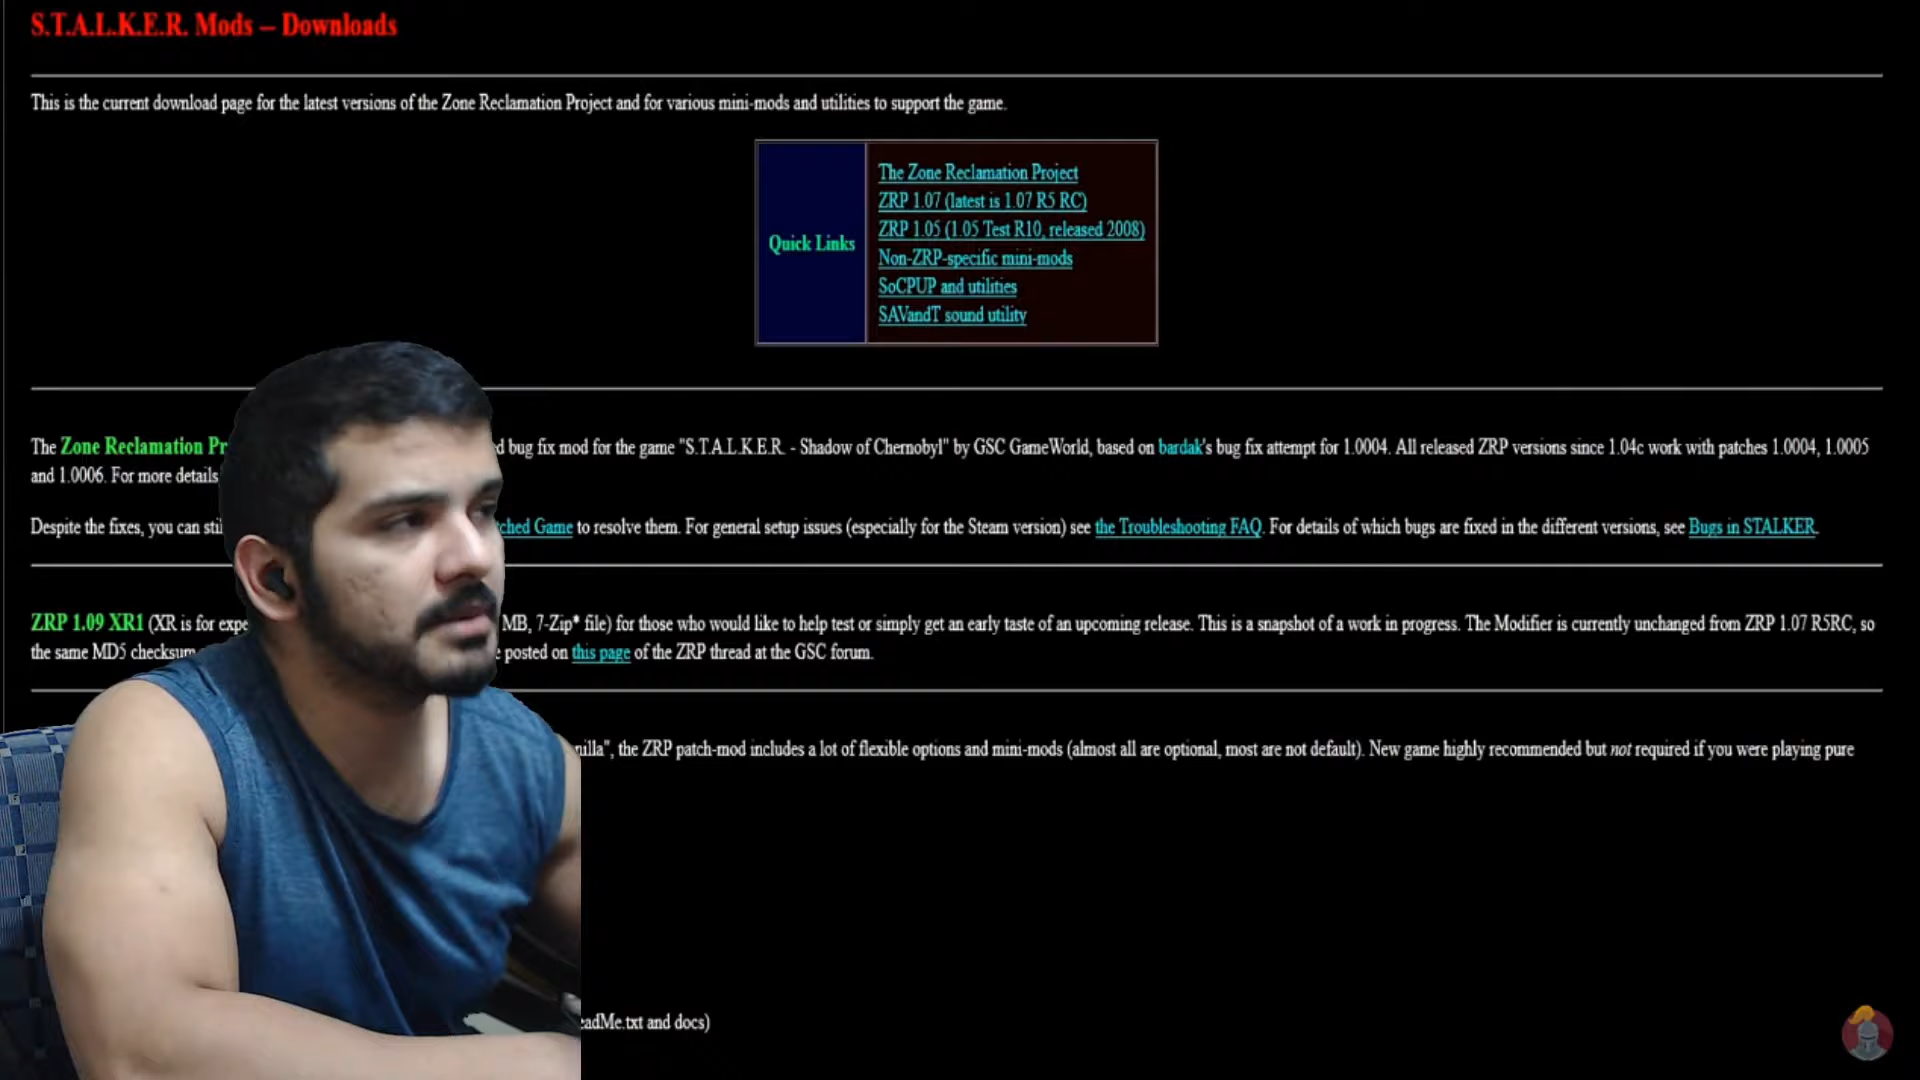 S.T.A.L.K.E.R. Mods – Downloads
This is the current download page for the latest versions of the Zone Reclamation Project and for various mini-mods and utilities to support the game.
Quick Links
The Zone Reclamation Project
ZRP 1.07 (latest is 1.07 R5 RC)
ZRP 1.05 (1.05 Test R10, released 2008)
Non-ZRP-specific mini-mods
SoCPUP and utilities
SAVandT sound utility
The Zone Reclamation Pr d bug fix mod for the game "S.T.A.L.K.E.R. - Shadow of Chernobyl" by GSC GameWorld, based on bardak's bug fix attempt for 1.0004. All released ZRP versions since 1.04c work with patches 1.0004, 1.0005
and 1.0006. For more details
Despite the fixes, you can stil tched Game to resolve them. For general setup issues (especially for the Steam version) see the Troubleshooting FAQ. For details of which bugs are fixed in the different versions, see Bugs in STALKER.
ZRP 1.09 XR1 (XR is for expe MB, 7-Zip* file) for those who would like to help test or simply get an early taste of an upcoming release. This is a snapshot of a work in progress. The Modifier is currently unchanged from ZRP 1.07 R5RC, so
the same MD5 checksum e posted on this page of the ZRP thread at the GSC forum.
nilla", the ZRP patch-mod includes a lot of flexible options and mini-mods (almost all are optional, most are not default). New game highly recommended but not required if you were playing pure
eadMe.txt and docs)